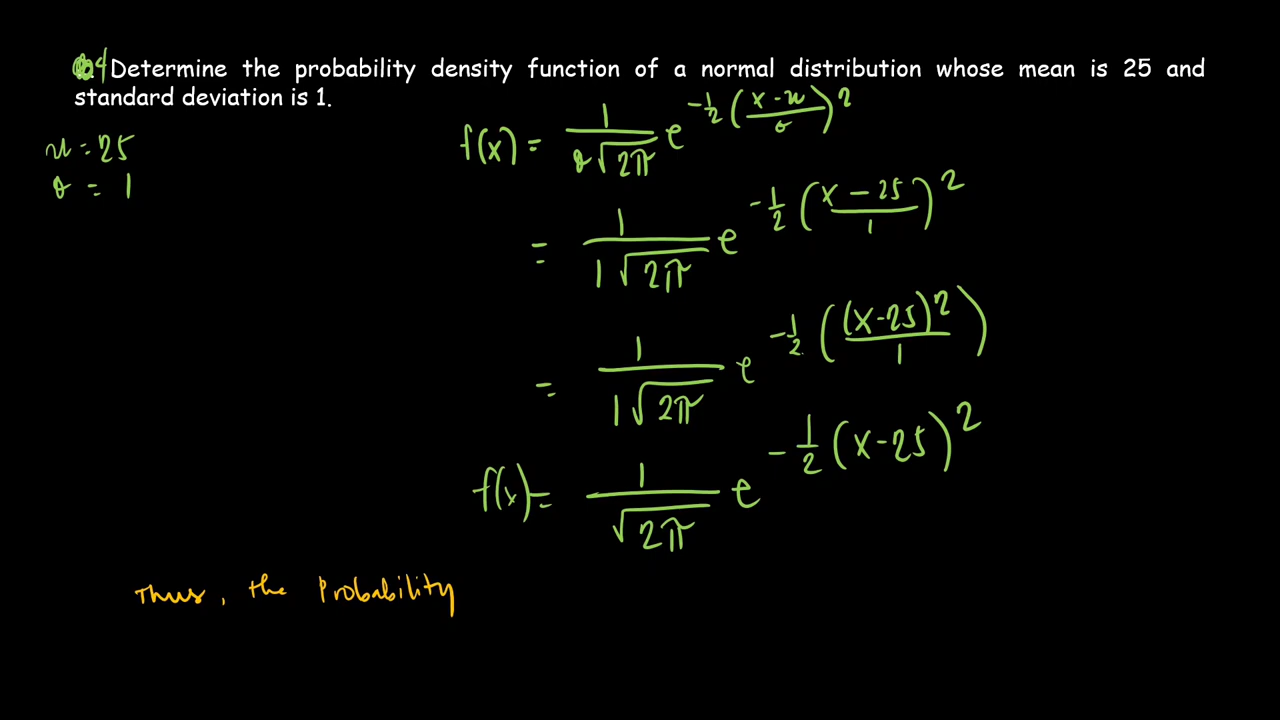 Q4 Determine the probability density function of a normal distribution whose mean is 25 and
standard deviation is 1.
μ = 25
σ = 1
f(x) = 1/(σ√2π) e^-1/2 ((x-μ)/σ)^2
= 1/(1√2π) e^-1/2 ((x-25)/1)^2
= 1/(1√2π) e^-1/2 ((x-25)^2/1)
f(x) = 1/√2π e^-1/2 (x-25)^2
Thus, the Probability